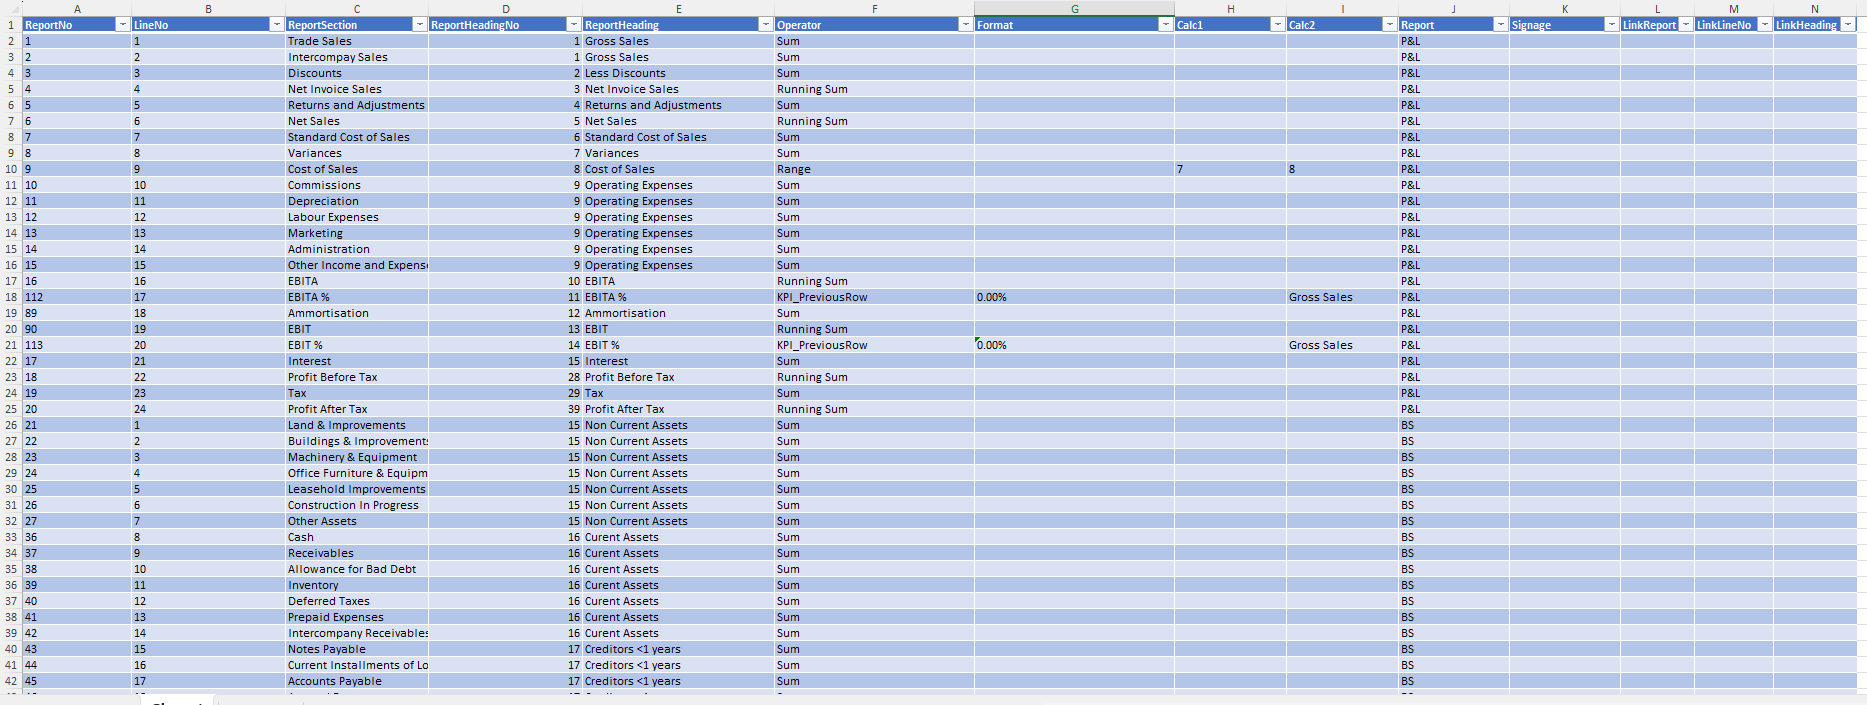 A B C D E F G H I J K L M N
1 ReportNo LineNo ReportSection ReportHeadingNo ReportHeading Operator Format Calc1 Calc2 Report Signage LinkReport LinkLineNo LinkHeading
2 1 1 Trade Sales 1 Gross Sales Sum P&L
3 2 2 Intercompay Sales 1 Gross Sales Sum P&L
4 3 3 Discounts 2 Less Discounts Sum P&L
5 4 4 Net Invoice Sales 3 Net Invoice Sales Running Sum P&L
6 5 5 Returns and Adjustments 4 Returns and Adjustments Sum P&L
7 6 6 Net Sales 5 Net Sales Running Sum P&L
8 7 7 Standard Cost of Sales 6 Standard Cost of Sales Sum P&L
9 8 8 Variances 7 Variances Sum P&L
10 9 9 Cost of Sales 8 Cost of Sales Range 7 8 P&L
11 10 10 Commissions 9 Operating Expenses Sum P&L
12 11 11 Depreciation 9 Operating Expenses Sum P&L
13 12 12 Labour Expenses 9 Operating Expenses Sum P&L
14 13 13 Marketing 9 Operating Expenses Sum P&L
15 14 14 Administration 9 Operating Expenses Sum P&L
16 15 15 Other Income and Expens 9 Operating Expenses Sum P&L
17 16 16 EBITA 10 EBITA Running Sum P&L
18 112 17 EBITA % 11 EBITA % KPI_PreviousRow 0.00% Gross Sales P&L
19 89 18 Ammortisation 12 Ammortisation Sum P&L
20 90 19 EBIT 13 EBIT Running Sum P&L
21 113 20 EBIT % 14 EBIT % KPI_PreviousRow 0.00% Gross Sales P&L
22 17 21 Interest 15 Interest Sum P&L
23 18 22 Profit Before Tax 28 Profit Before Tax Running Sum P&L
24 19 23 Tax 29 Tax Sum P&L
25 20 24 Profit After Tax 39 Profit After Tax Running Sum P&L
26 21 1 Land & Improvements 15 Non Current Assets Sum BS
27 22 2 Buildings & Improvements 15 Non Current Assets Sum BS
28 23 3 Machinery & Equipment 15 Non Current Assets Sum BS
29 24 4 Office Furniture & Equipm 15 Non Current Assets Sum BS
30 25 5 Leasehold Improvements 15 Non Current Assets Sum BS
31 26 6 Construction In Progress 15 Non Current Assets Sum BS
32 27 7 Other Assets 15 Non Current Assets Sum BS
33 36 8 Cash 16 Curent Assets Sum BS
34 37 9 Receivables 16 Curent Assets Sum BS
35 38 10 Allowance for Bad Debt 16 Curent Assets Sum BS
36 39 11 Inventory 16 Curent Assets Sum BS
37 40 12 Deferred Taxes 16 Curent Assets Sum BS
38 41 13 Prepaid Expenses 16 Curent Assets Sum BS
39 42 14 Intercompany Receivables 16 Curent Assets Sum BS
40 43 15 Notes Payable 17 Creditors <1 years Sum BS
41 44 16 Current Installments of Lo 17 Creditors <1 years Sum BS
42 45 17 Accounts Payable 17 Creditors <1 years Sum BS